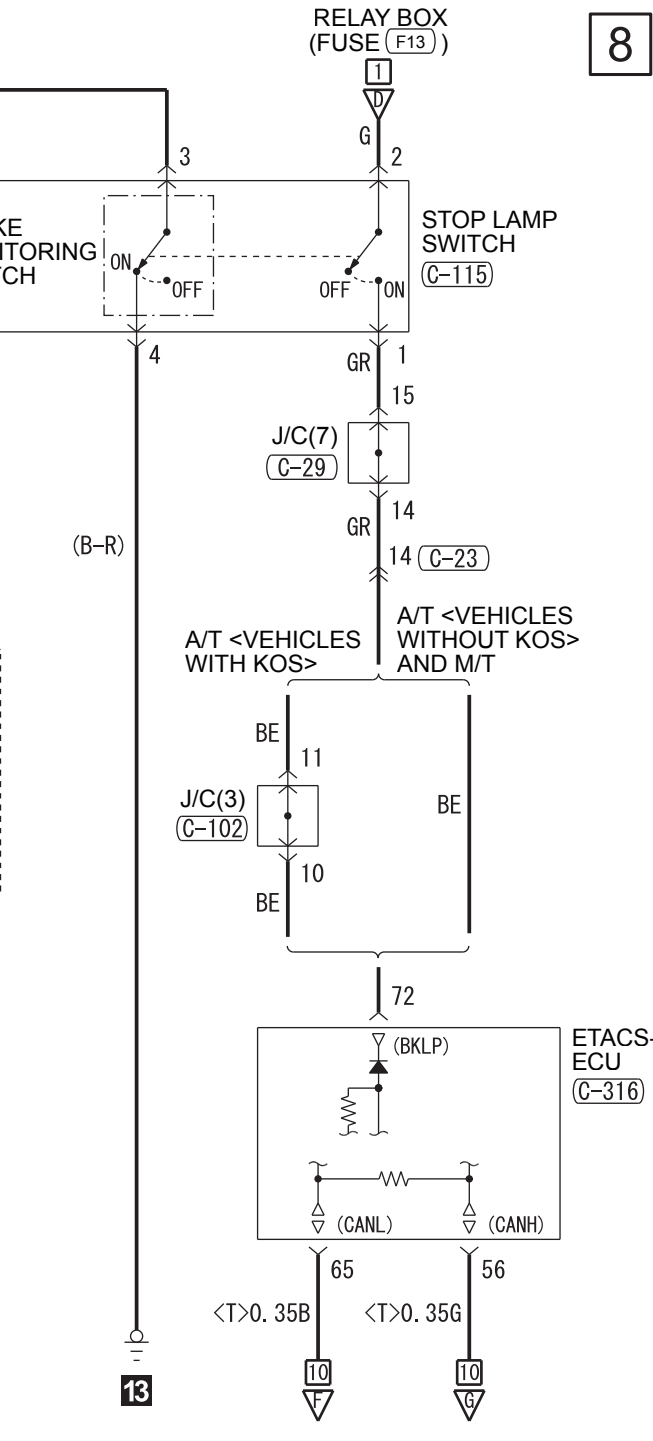 RELAY BOX
(FUSE F13)
8
1
D
G
3
2
STOP LAMP
SWITCH
C-115
ITORING
ON
OFF
OFF
ON
4
GR
1
15
J/C(7)
C-29
14
GR
14 C-23
(B-R)
A/T <VEHICLES
WITH KOS>
A/T <VEHICLES
WITHOUT KOS>
AND M/T
BE
11
J/C(3)
C-102
BE
10
BE
72
(BKLP)
ETACS-
ECU
C-316
(CANL)
(CANH)
65
56
<T>0.35B
<T>0.35G
10
10
F
G
13